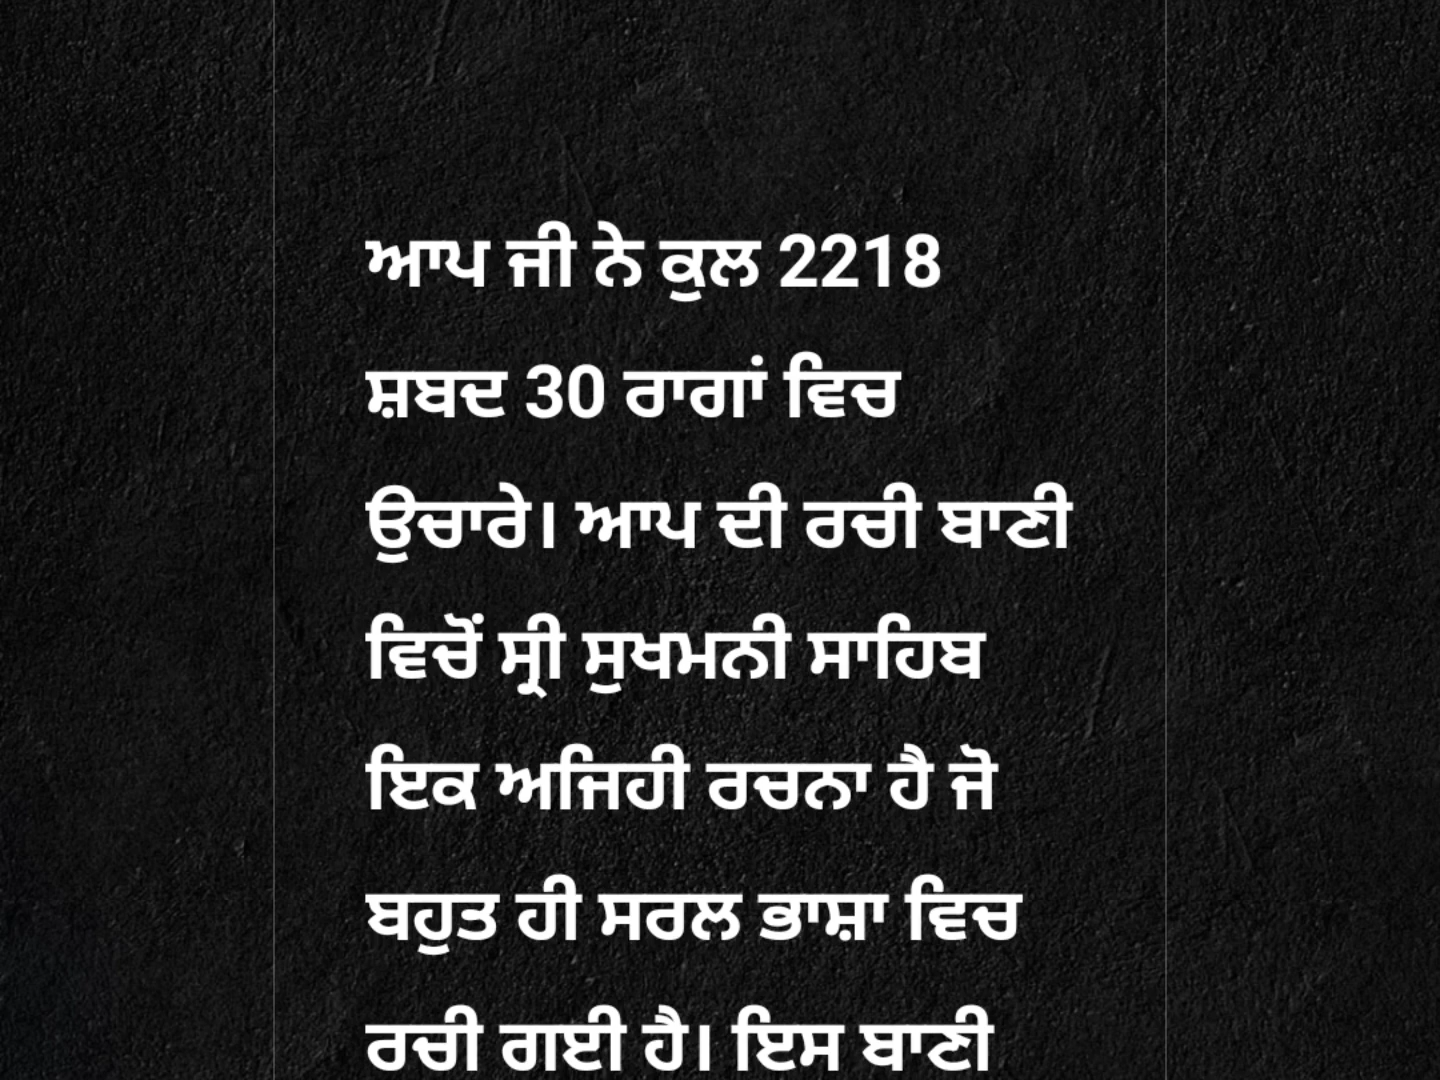 ਆਪ ਜੀ ਨੇ ਕੁਲ 2218
ਸ਼ਬਦ 30 ਰਾਗਾਂ ਵਿਚ
ਉਚਾਰੇ। ਆਪ ਦੀ ਰਚੀ ਬਾਣੀ
ਵਿਚੋਂ ਸ੍ਰੀ ਸੁਖਮਨੀ ਸਾਹਿਬ
ਇਕ ਅਜਿਹੀ ਰਚਨਾ ਹੈ ਜੋ
ਬਹੁਤ ਹੀ ਸਰਲ ਭਾਸ਼ਾ ਵਿਚ
ਰਚੀ ਗਈ ਹੈ। ਇਸ ਬਾਣੀ